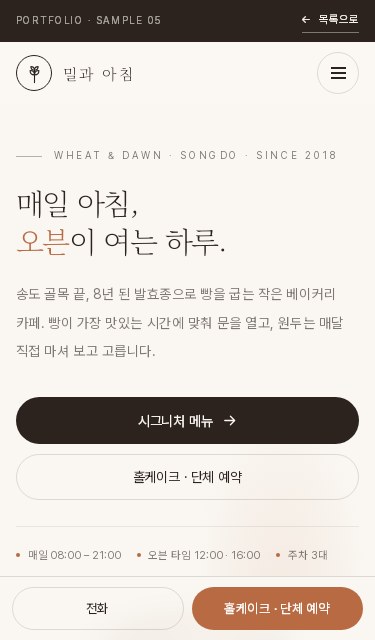 PORTFOLIO · SAMPLE 05
← 목록으로
밀과 아침
WHEAT & DAWN · SONGDO · SINCE 2018
매일 아침,
오븐이 여는 하루.
송도 골목 끝, 8년 된 발효종으로 빵을 굽는 작은 베이커리
카페. 빵이 가장 맛있는 시간에 맞춰 문을 열고, 원두는 매달
직접 마셔 보고 고릅니다.
시그니처 메뉴 →
홀케이크 · 단체 예약
• 매일 08:00 – 21:00 • 오븐 타임 12:00 · 16:00 • 주차 3대
전화
홀케이크 · 단체 예약